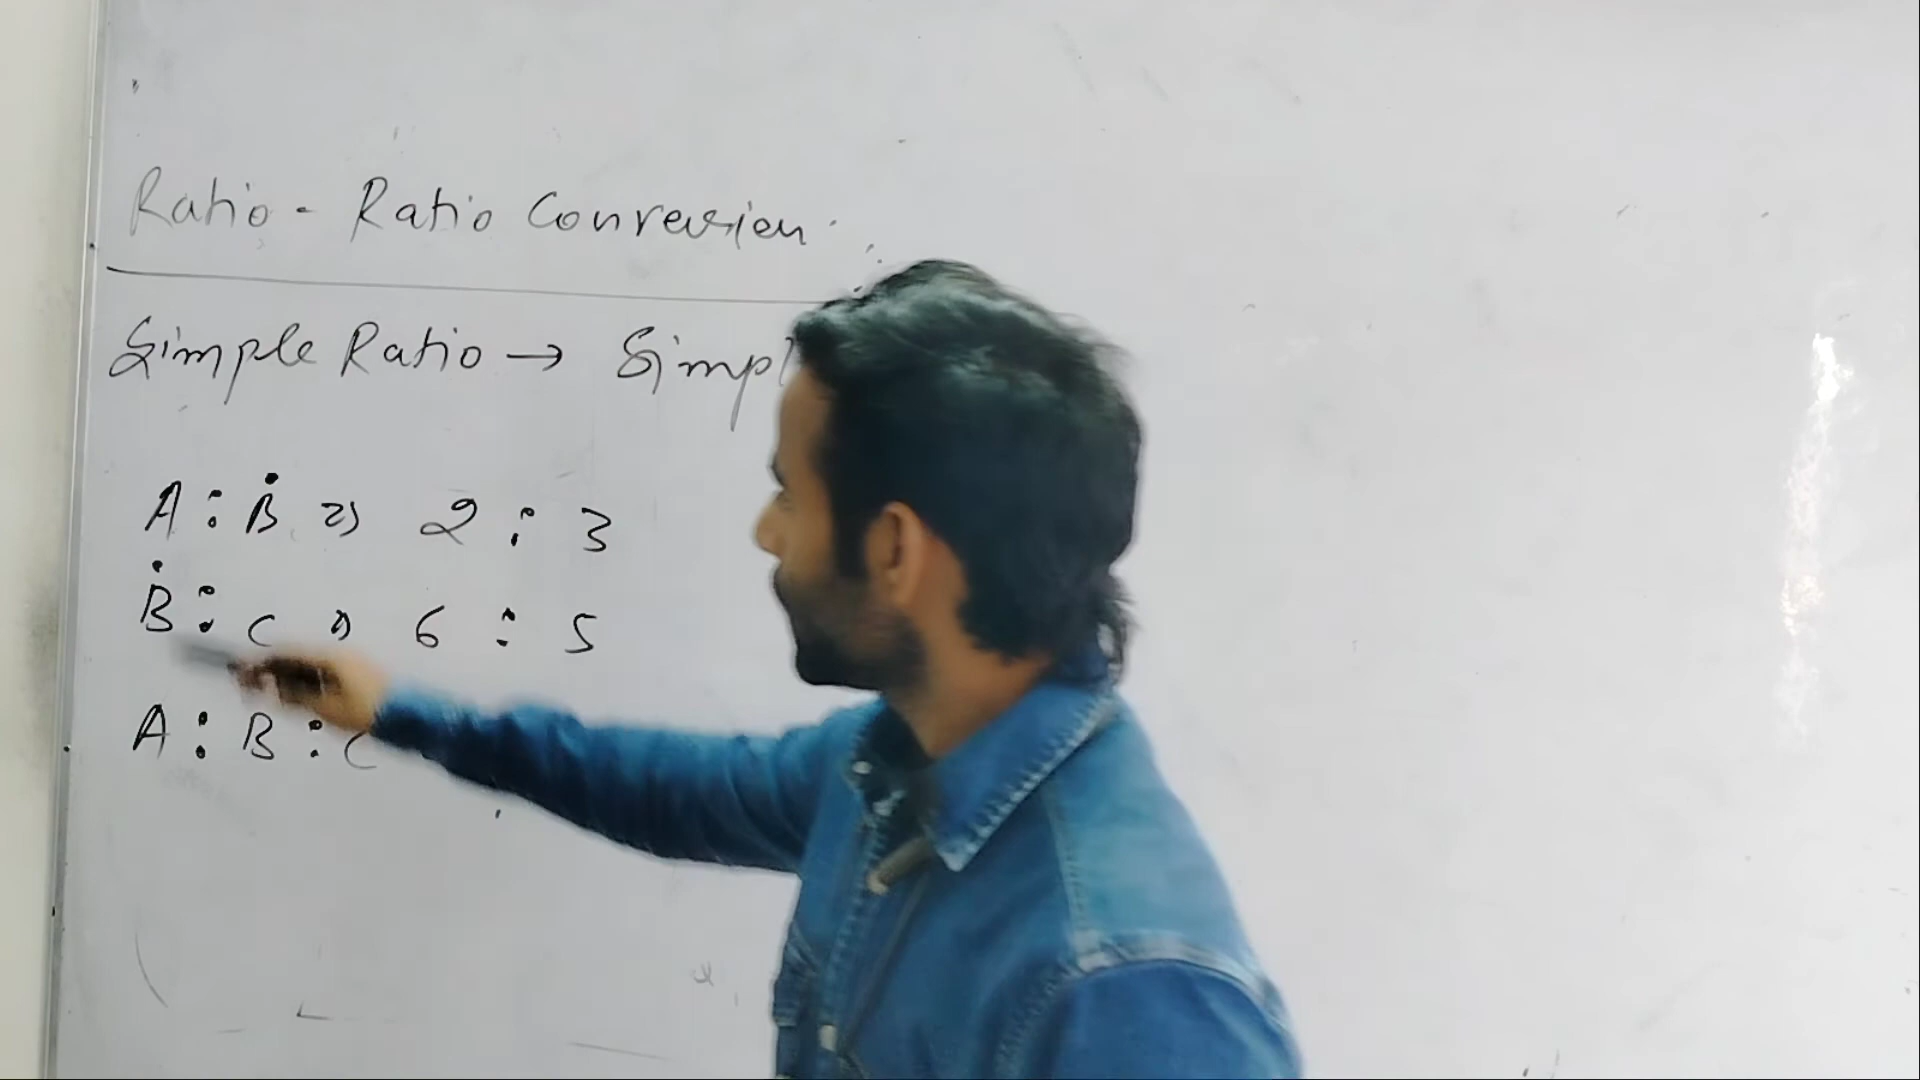 Ratio - Ratio Conversion
Simple Ratio → Simpl
A : B ⇒ 2 : 3
B : C ⇒ 6 : 5
A : B : C